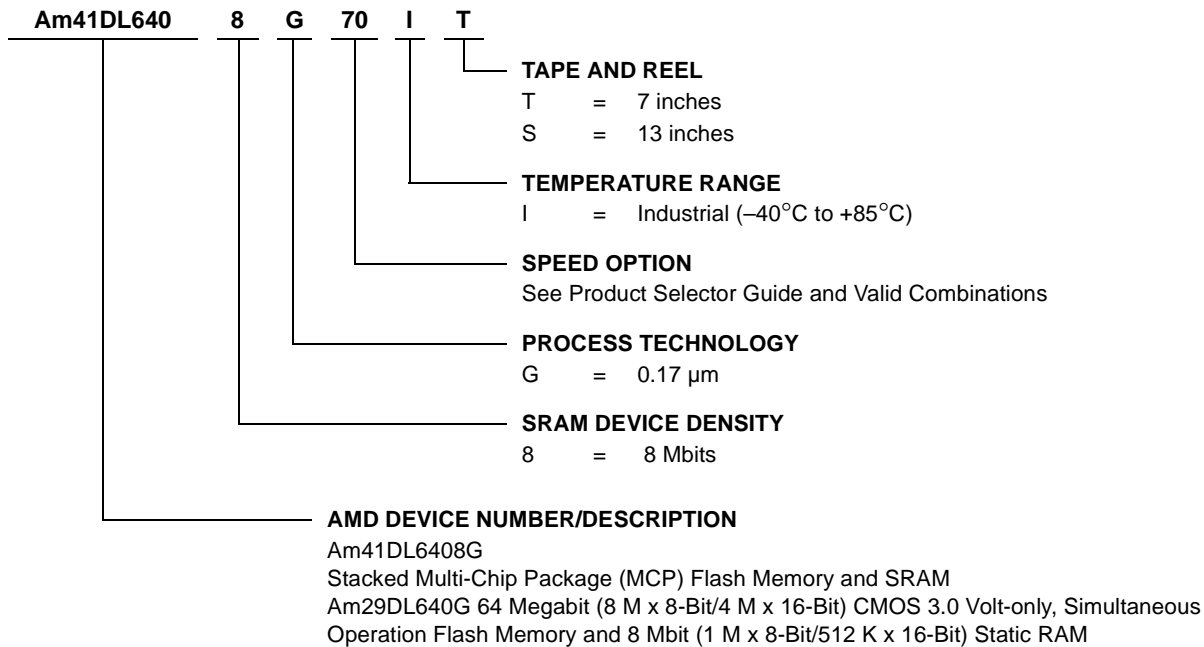 Am41DL640 8 G 70 I T
TAPE AND REEL
T = 7 inches
S = 13 inches
TEMPERATURE RANGE
I = Industrial (–40°C to +85°C)
SPEED OPTION
See Product Selector Guide and Valid Combinations
PROCESS TECHNOLOGY
G = 0.17 µm
SRAM DEVICE DENSITY
8 = 8 Mbits
AMD DEVICE NUMBER/DESCRIPTION
Am41DL6408G
Stacked Multi-Chip Package (MCP) Flash Memory and SRAM
Am29DL640G 64 Megabit (8 M x 8-Bit/4 M x 16-Bit) CMOS 3.0 Volt-only, Simultaneous
Operation Flash Memory and 8 Mbit (1 M x 8-Bit/512 K x 16-Bit) Static RAM